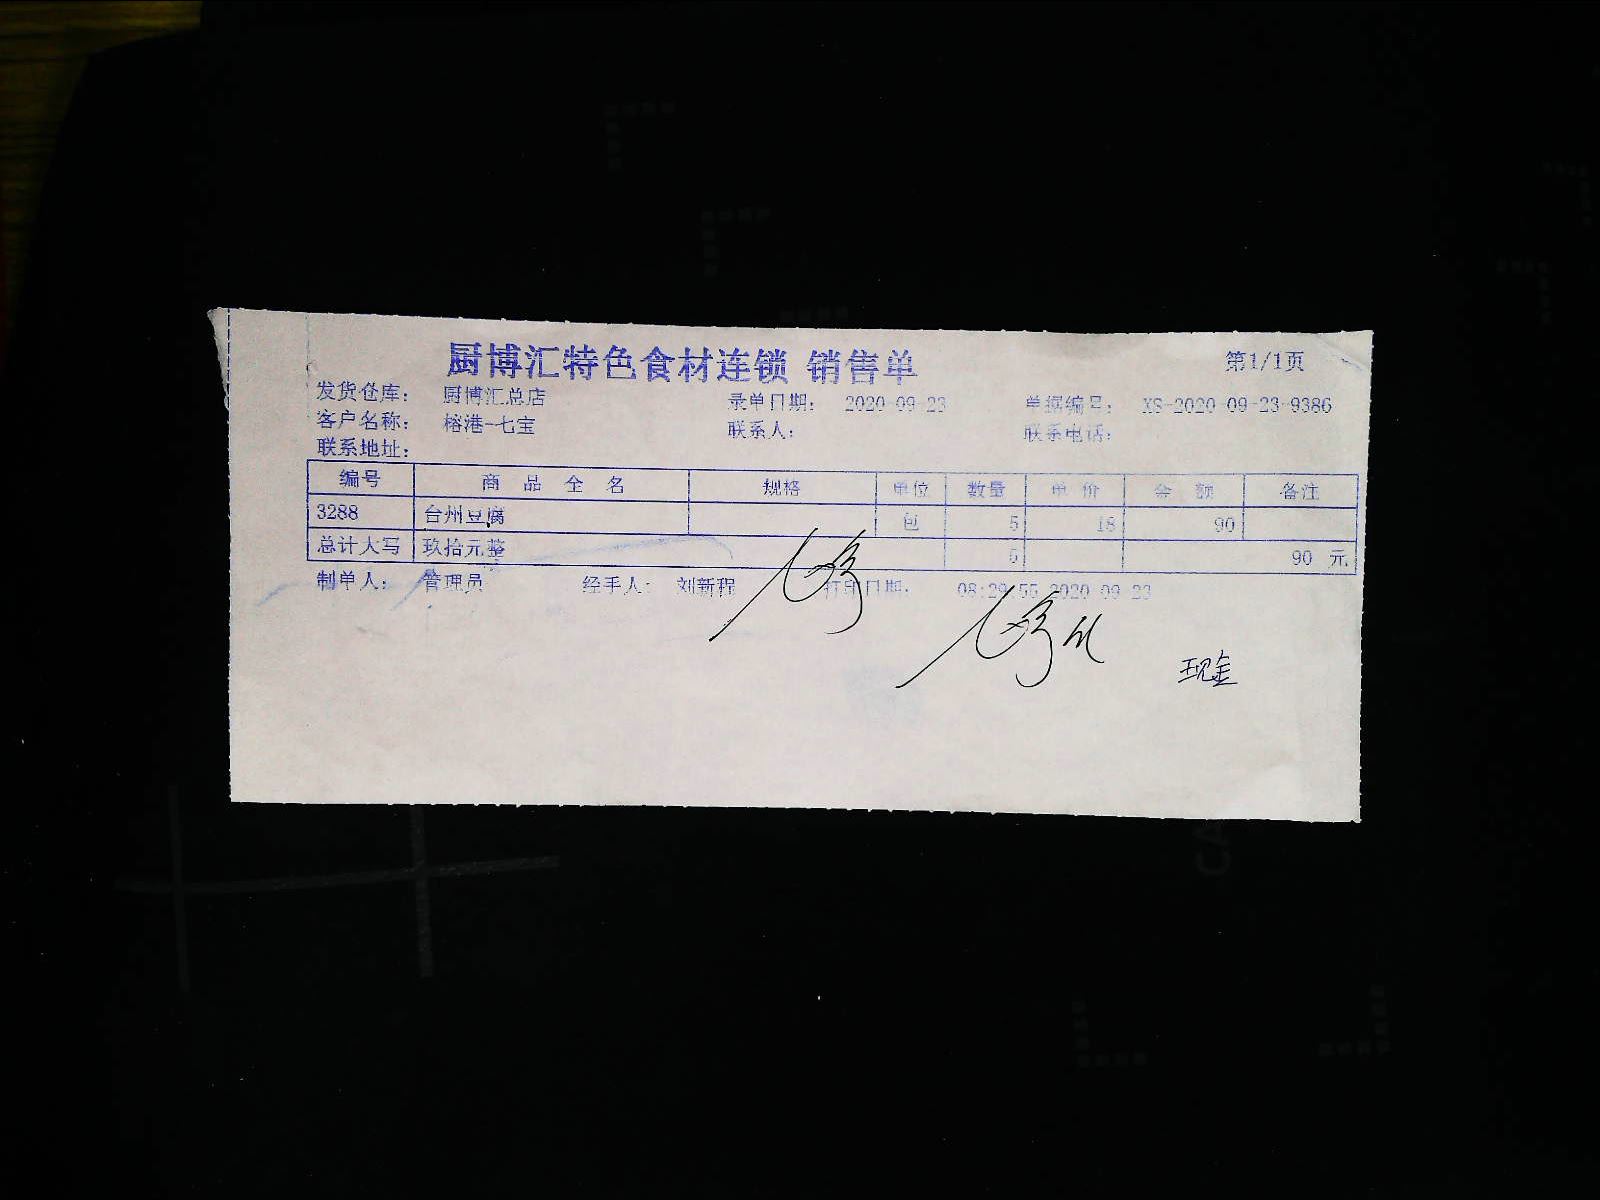 厨博汇特色食材连锁 销售单 第1/1页
发货仓库: 厨博汇总店 录单日期: 2020-09-23 单据编号: XS-2020-09-23-9386
客户名称: 榕港-七宝 联系人: 联系电话:
联系地址:
编号 商品全名 规格 单位 数量 单价 金额 备注
3288 台州豆腐 包 5 18 90
总计大写 玖拾元整 5 90 元
制单人: 管理员 经手人: 刘新程 打印日期: 08:29:55 2020-09-23
现金